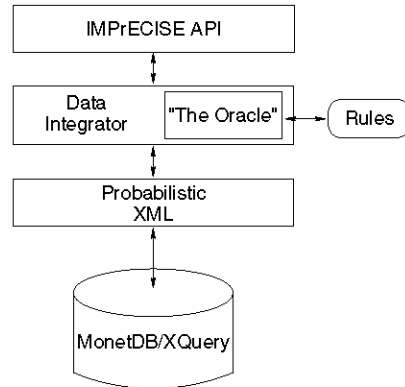 IMPrECISE API
Data
Integrator
"The Oracle"
Rules
Probabilistic
XML
MonetDB/XQuery